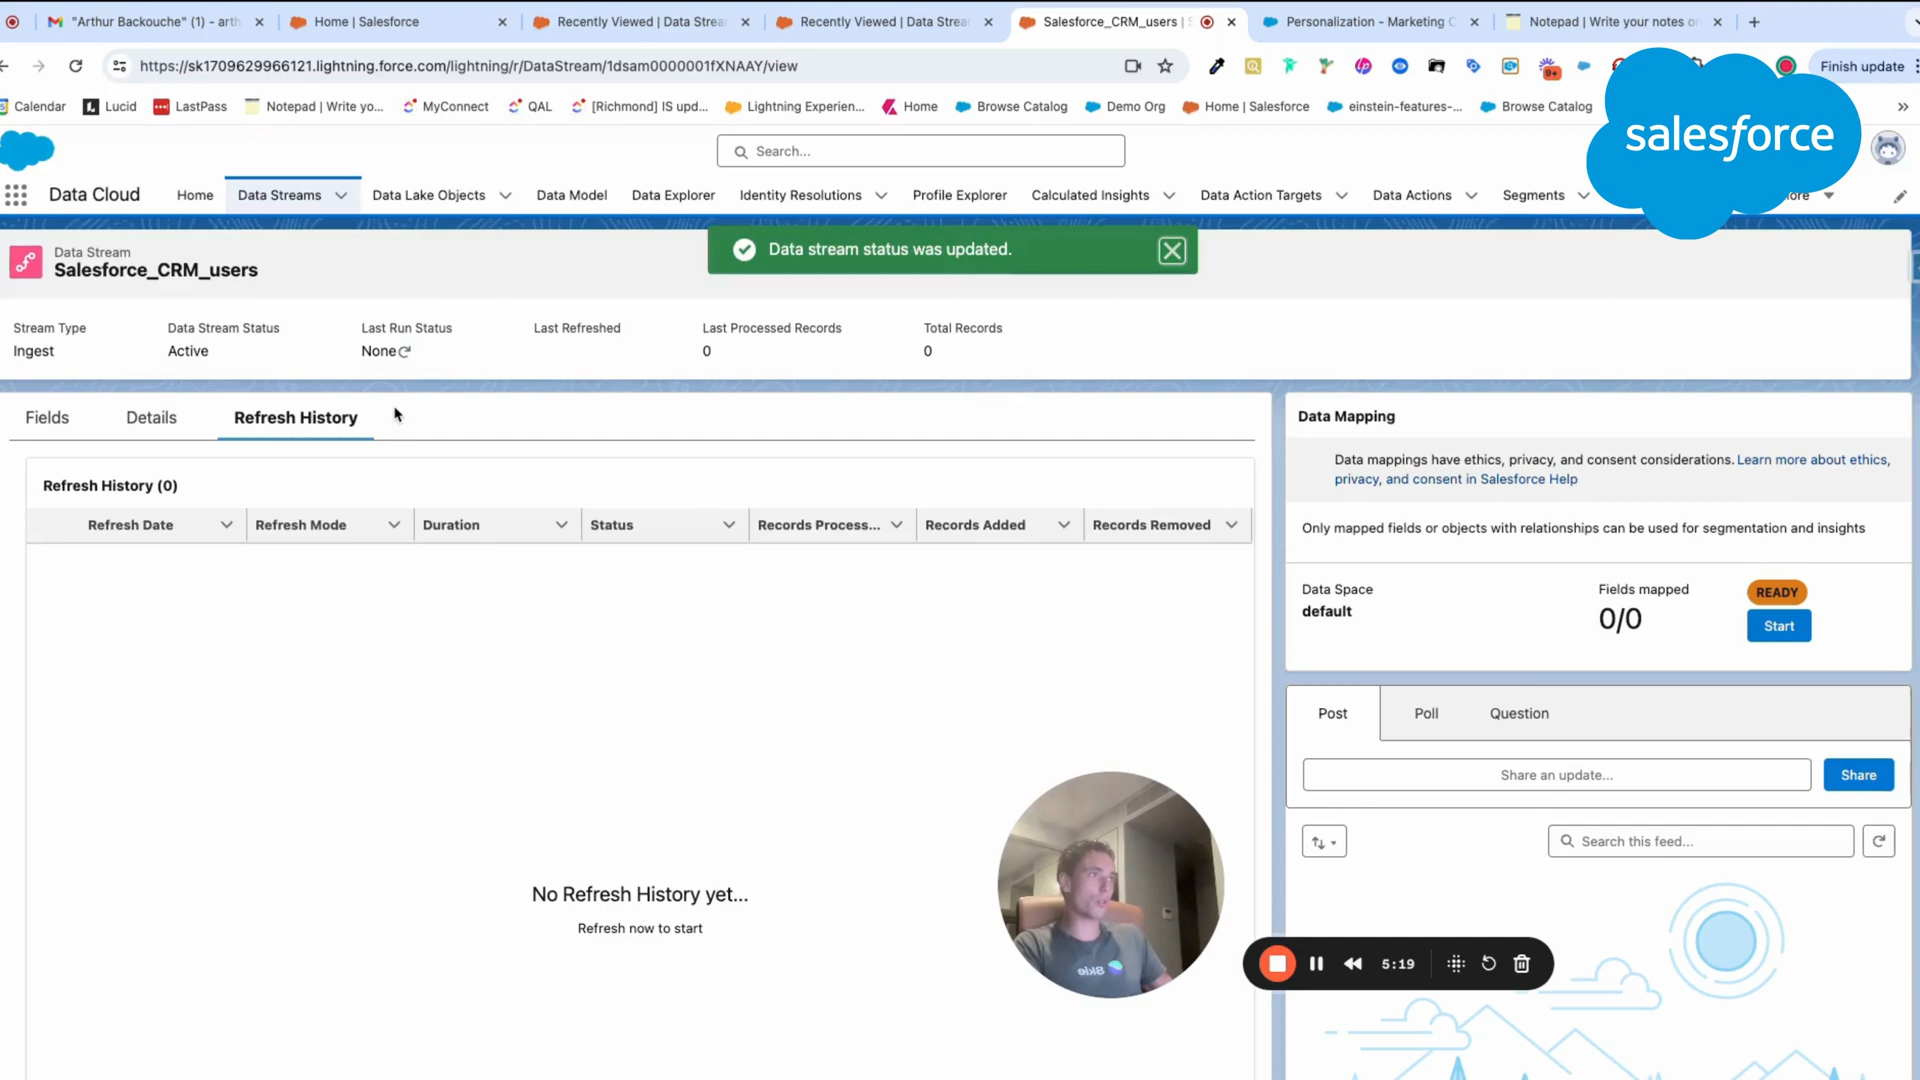 "Arthur Backouche" (1) - arth
Home | Salesforce
Recently Viewed | Data Strea
Recently Viewed | Data Strea
Salesforce_CRM_users | S
Personalization - Marketing C
Notepad | Write your notes on
https://sk1709629966121.lightning.force.com/lightning/r/DataStream/1dsam0000001fXNAAY/view
9+
Finish update
Calendar
Lucid
LastPass
Notepad | Write yo...
MyConnect
QAL
[Richmond] IS upd...
Lightning Experien...
Home
Browse Catalog
Demo Org
Home | Salesforce
einstein-features-...
Browse Catalog
salesforce
Search...
Data Cloud
Home
Data Streams
Data Lake Objects
Data Model
Data Explorer
Identity Resolutions
Profile Explorer
Calculated Insights
Data Action Targets
Data Actions
Segments
Data Stream
Salesforce_CRM_users
Data stream status was updated.
Stream Type
Data Stream Status
Last Run Status
Last Refreshed
Last Processed Records
Total Records
Ingest
Active
None
0
0
Fields
Details
Refresh History
Refresh History (0)
Refresh Date
Refresh Mode
Duration
Status
Records Process...
Records Added
Records Removed
No Refresh History yet...
Refresh now to start
Data Mapping
Data mappings have ethics, privacy, and consent considerations. Learn more about ethics,
privacy, and consent in Salesforce Help
Only mapped fields or objects with relationships can be used for segmentation and insights
Data Space
default
Fields mapped
0/0
READY
Start
Post
Poll
Question
Share an update...
Share
Search this feed...
5:19